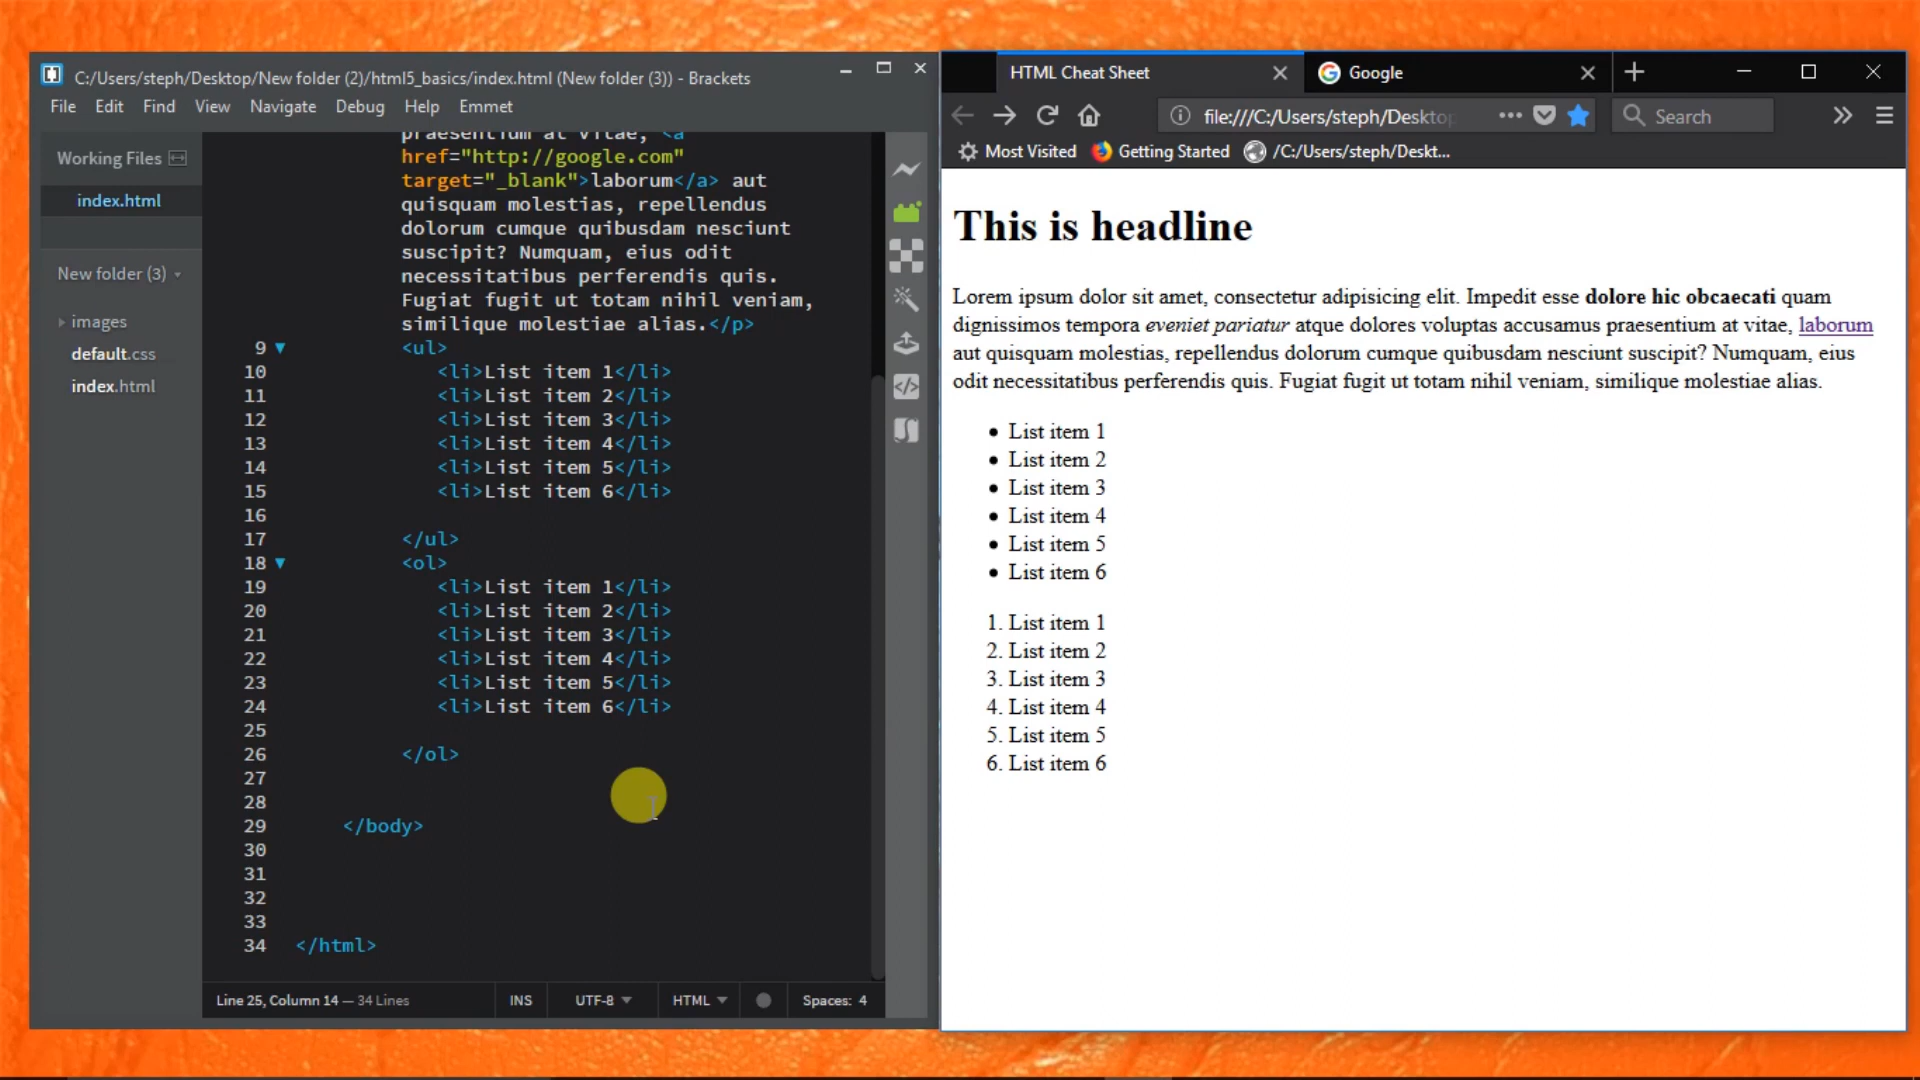 C:/Users/steph/Desktop/New folder (2)/html5_basics/index.html (New folder (3)) - Brackets
File Edit Find View Navigate Debug Help Emmet
Working Files
index.html
New folder (3)
images
default.css
index.html
praesentium at vitae, <a
href="http://google.com"
target="_blank">laborum</a> aut
quisquam molestias, repellendus
dolorum cumque quibusdam nesciunt
suscipit? Numquam, eius odit
necessitatibus perferendis quis.
Fugiat fugit ut totam nihil veniam,
similique molestiae alias.</p>
9 <ul>
10 <li>List item 1</li>
11 <li>List item 2</li>
12 <li>List item 3</li>
13 <li>List item 4</li>
14 <li>List item 5</li>
15 <li>List item 6</li>
16
17 </ul>
18 <ol>
19 <li>List item 1</li>
20 <li>List item 2</li>
21 <li>List item 3</li>
22 <li>List item 4</li>
23 <li>List item 5</li>
24 <li>List item 6</li>
25
26 </ol>
27
28
29 </body>
30
31
32
33
34 </html>
Line 25, Column 14 — 34 Lines INS UTF-8 HTML Spaces: 4
HTML Cheat Sheet
Google
file:///C:/Users/steph/Desktop
Search
Most Visited Getting Started /C:/Users/steph/Deskt...
This is headline
Lorem ipsum dolor sit amet, consectetur adipisicing elit. Impedit esse dolore hic obcaecati quam
dignissimos tempora eveniet pariatur atque dolores voluptas accusamus praesentium at vitae, laborum
aut quisquam molestias, repellendus dolorum cumque quibusdam nesciunt suscipit? Numquam, eius
odit necessitatibus perferendis quis. Fugiat fugit ut totam nihil veniam, similique molestiae alias.
• List item 1
• List item 2
• List item 3
• List item 4
• List item 5
• List item 6
1. List item 1
2. List item 2
3. List item 3
4. List item 4
5. List item 5
6. List item 6